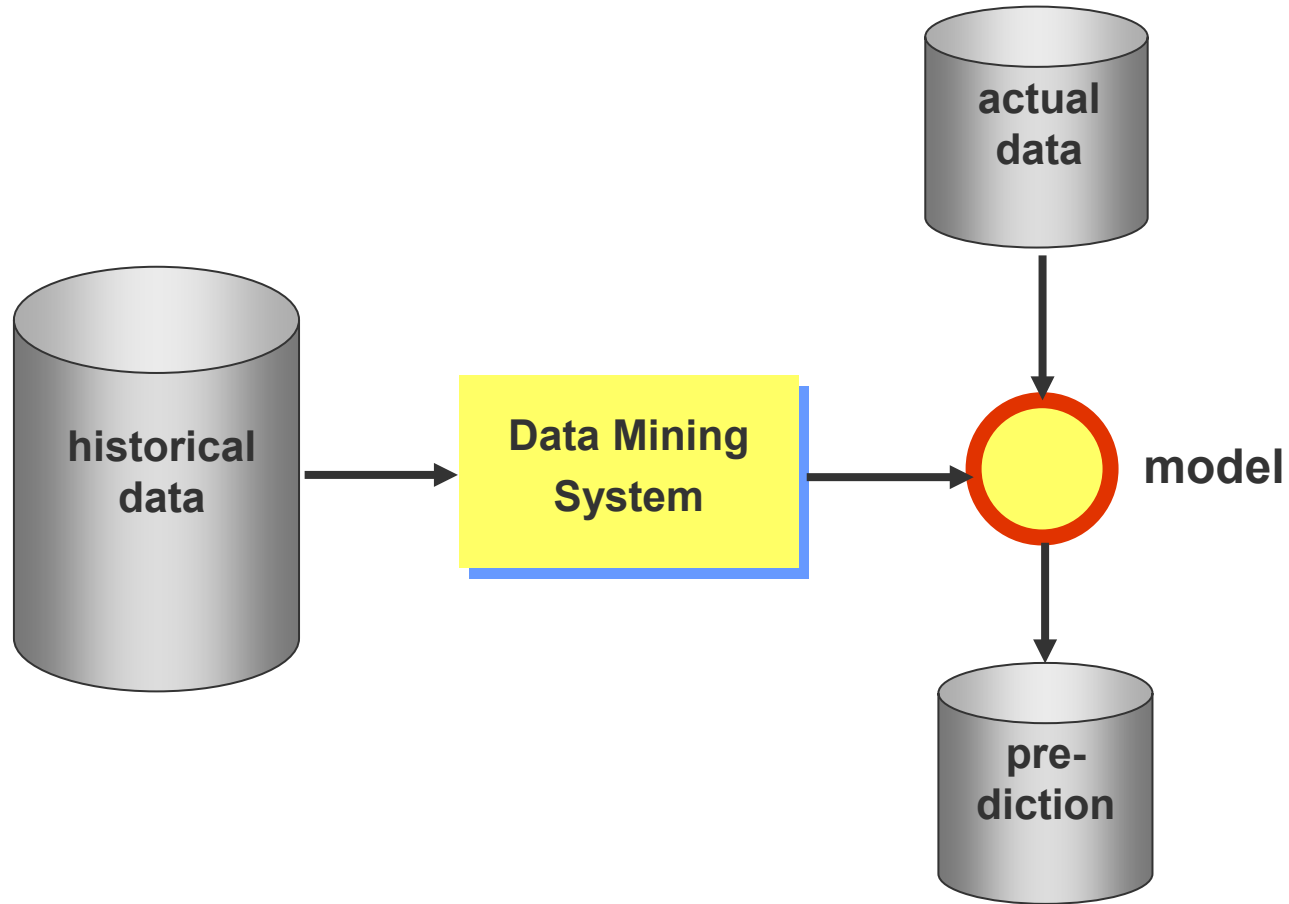 actual
data
historical
data
Data Mining
System
model
pre-
diction